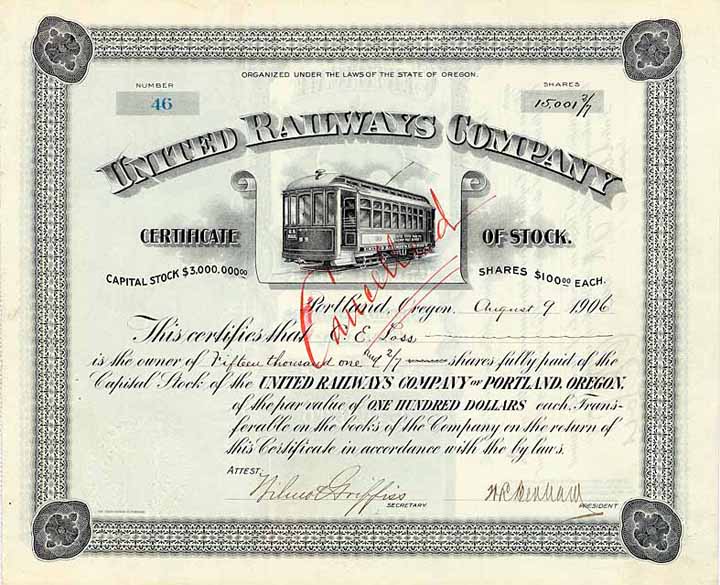 ORGANIZED UNDER THE LAWS OF THE STATE OF OREGON.
NUMBER
46
SHARES
15001 2/7
UNITED RAILWAYS COMPANY
CERTIFICATE OF STOCK.
CAPITAL STOCK $3,000,000.00 SHARES $100.00 EACH.
Cancelled
Portland, Oregon, August 9 1906
This certifies that C. E. Loss
is the owner of Fifteen thousand one and 2/7 shares fully paid of the
Capital Stock of the UNITED RAILWAYS COMPANY OF PORTLAND, OREGON,
of the par value of ONE HUNDRED DOLLARS each. Trans-
ferable on the books of the Company on the return of
this Certificate in accordance with the by laws.
ATTEST:
Wilmot Griffiss
SECRETARY
PRESIDENT